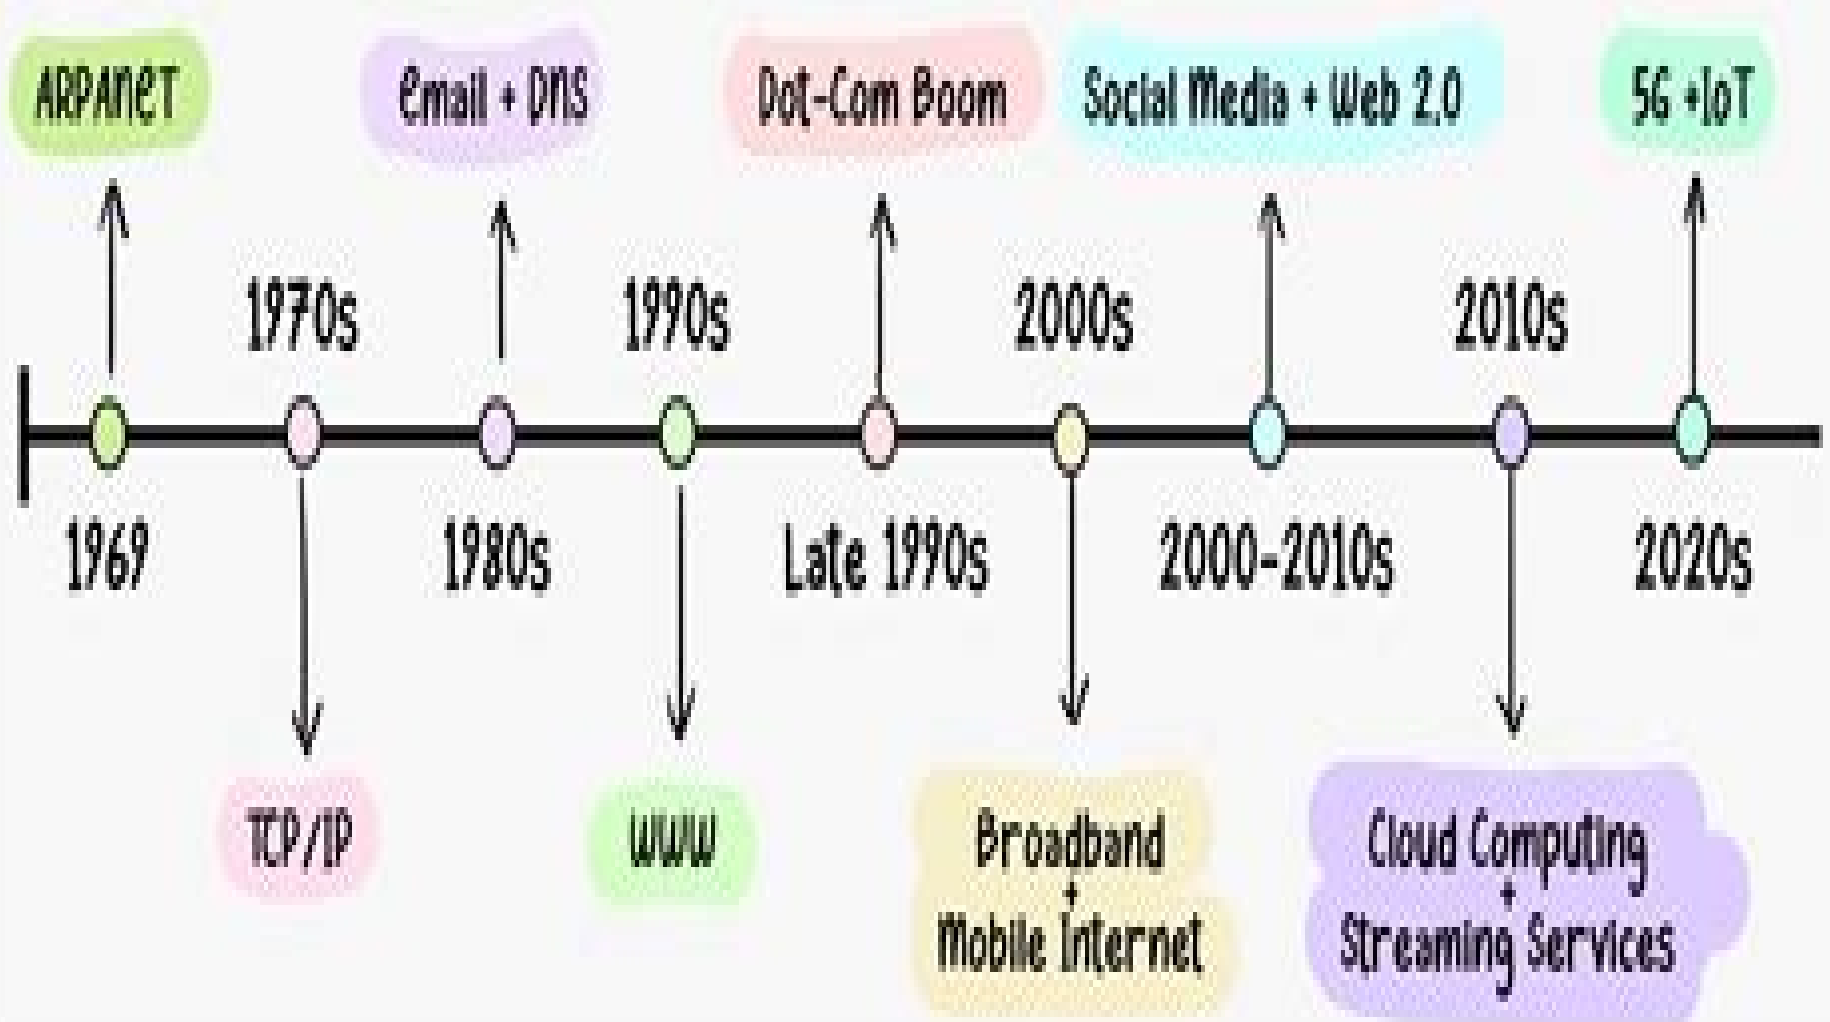 ARPANET
Email + DNS
Dot-Com Boom
Social Media + Web 2.0
5G +IoT
1970s
1990s
2000s
2010s
1969
1980s
Late 1990s
2000-2010s
2020s
TCP/IP
WWW
Broadband
+
Mobile Internet
Cloud Computing
+
Streaming Services